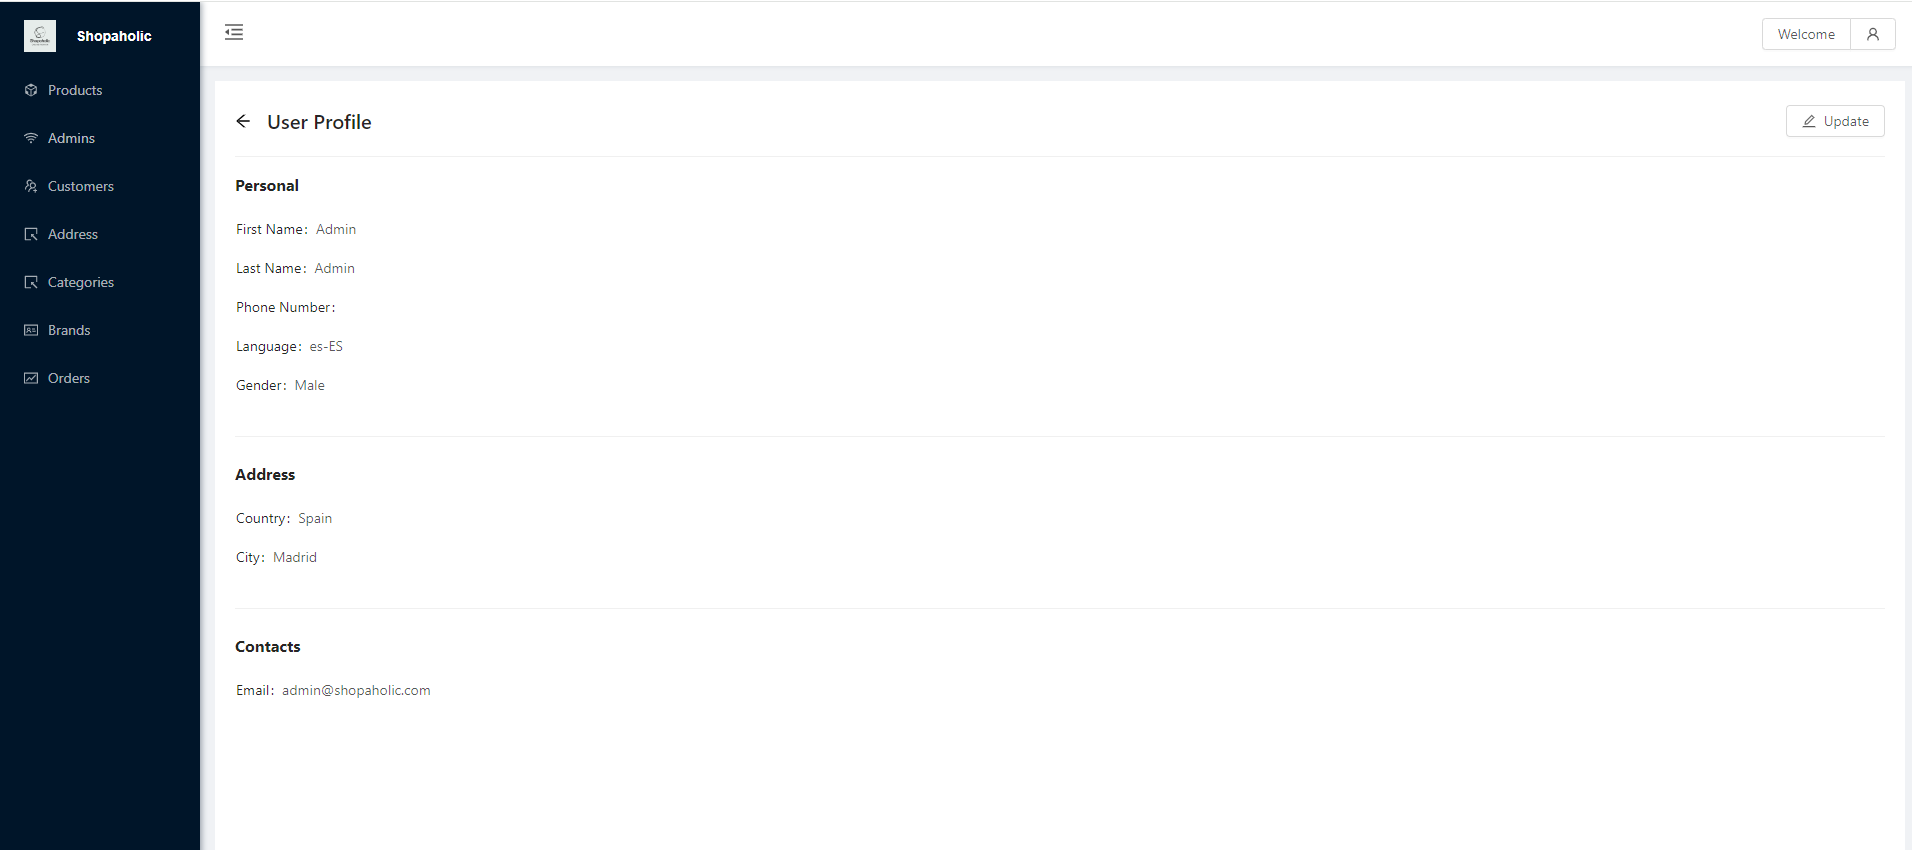 Shopaholic
Welcome
Products
Admins
Customers
Address
Categories
Brands
Orders
User Profile
Update
Personal
First Name: Admin
Last Name: Admin
Phone Number:
Language: es-ES
Gender: Male
Address
Country: Spain
City: Madrid
Contacts
Email: admin@shopaholic.com